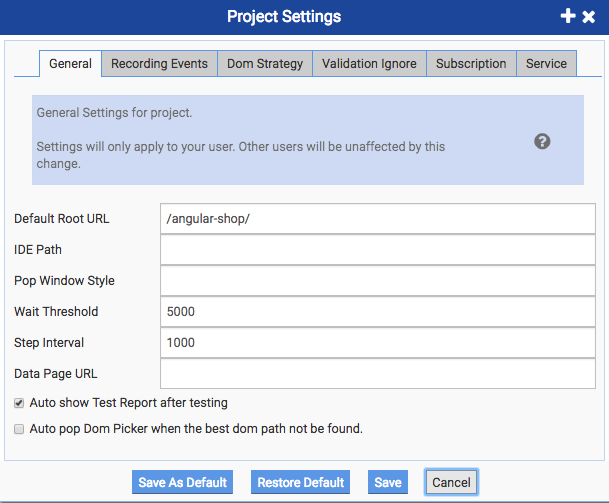 Project Settings
General
Recording Events
Dom Strategy
Validation Ignore
Subscription
Service
General Settings for project.
Settings will only apply to your user. Other users will be unaffected by this
change.
Default Root URL
/angular-shop/
IDE Path
Pop Window Style
Wait Threshold
5000
Step Interval
1000
Data Page URL
Auto show Test Report after testing
Auto pop Dom Picker when the best dom path not be found.
Save As Default
Restore Default
Save
Cancel